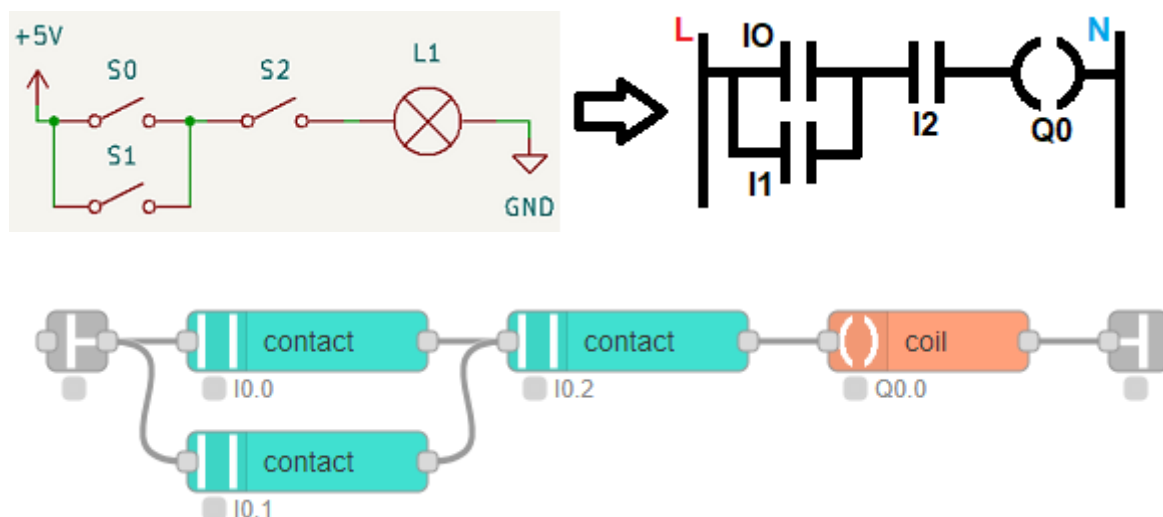 +5V
S0
S2
L1
S1
GND
L
IO
N
I2
Q0
I1
contact
contact
coil
I0.0
I0.2
Q0.0
contact
I0.1